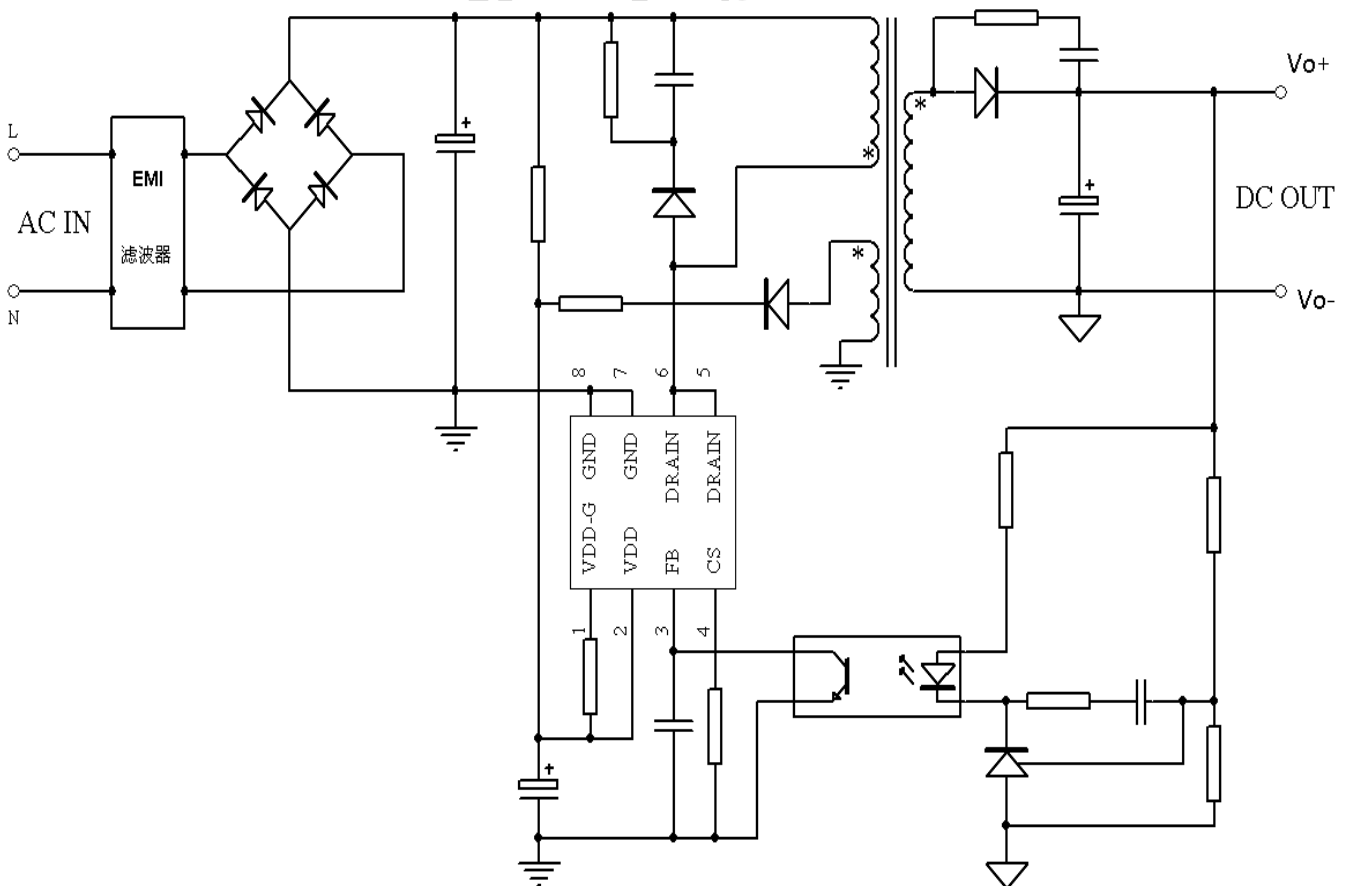 Vo+
L
EMI
AC IN
滤波器
DC OUT
N
Vo-
8
7
6
5
GND
GND
DRAIN
DRAIN
VDD-G
VDD
FB
CS
1
2
3
4